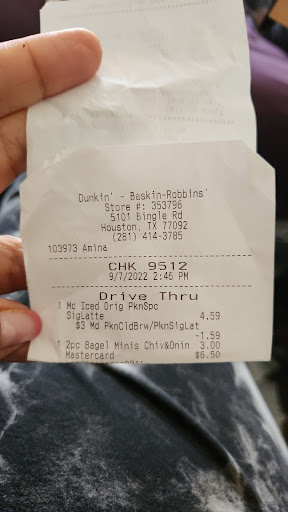 Dunkin' - Baskin-Robbins'
Store #: 353796
5101 Bingle Rd
Houston, TX 77092
(281) 414-3785
103973 Amina
CHK 9512
9/7/2022 2:46 PM
Drive Thru
1 Mc Iced Orig PknSpc
SigLatte 4.59
$3 Md PknCldBrw/PknSigLat
-1.59
1 2pc Bagel Minis Chiv&Onin 3.00
Mastercard $6.50